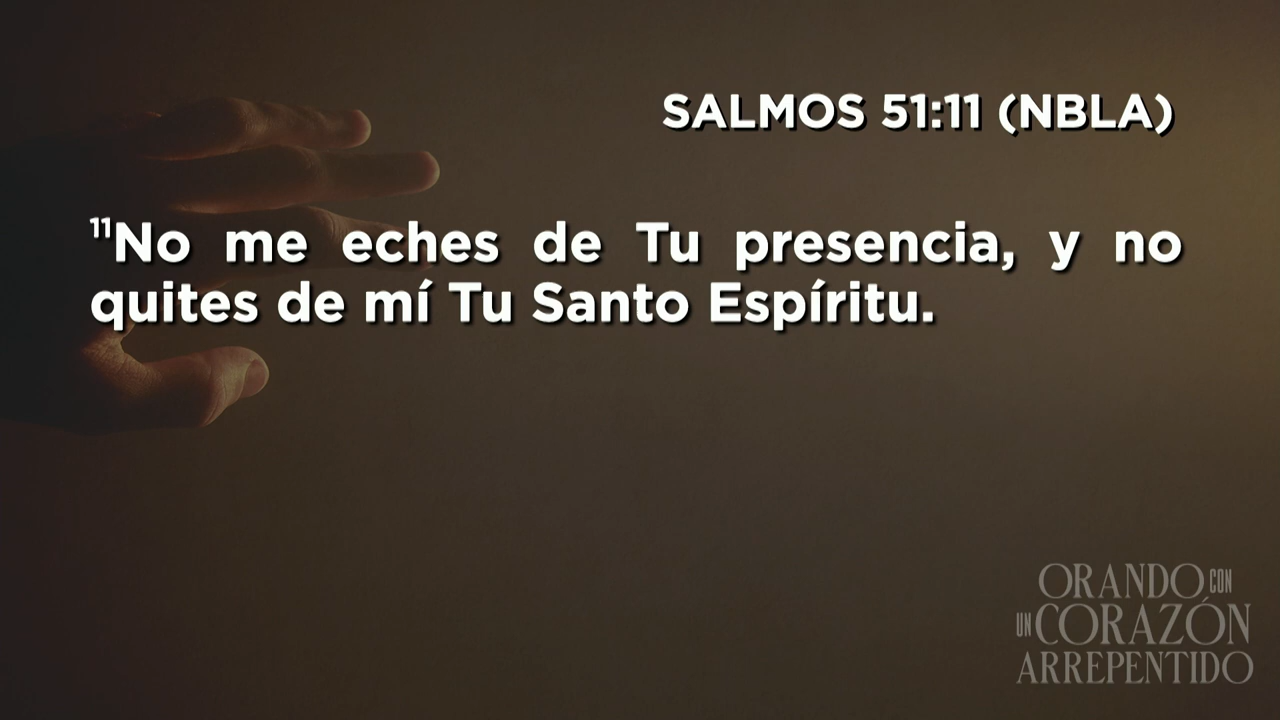 SALMOS 51:11 (NBLA)
¹¹No me eches de Tu presencia, y no
quites de mí Tu Santo Espíritu.
ORANDO CON
UN CORAZÓN
ARREPENTIDO